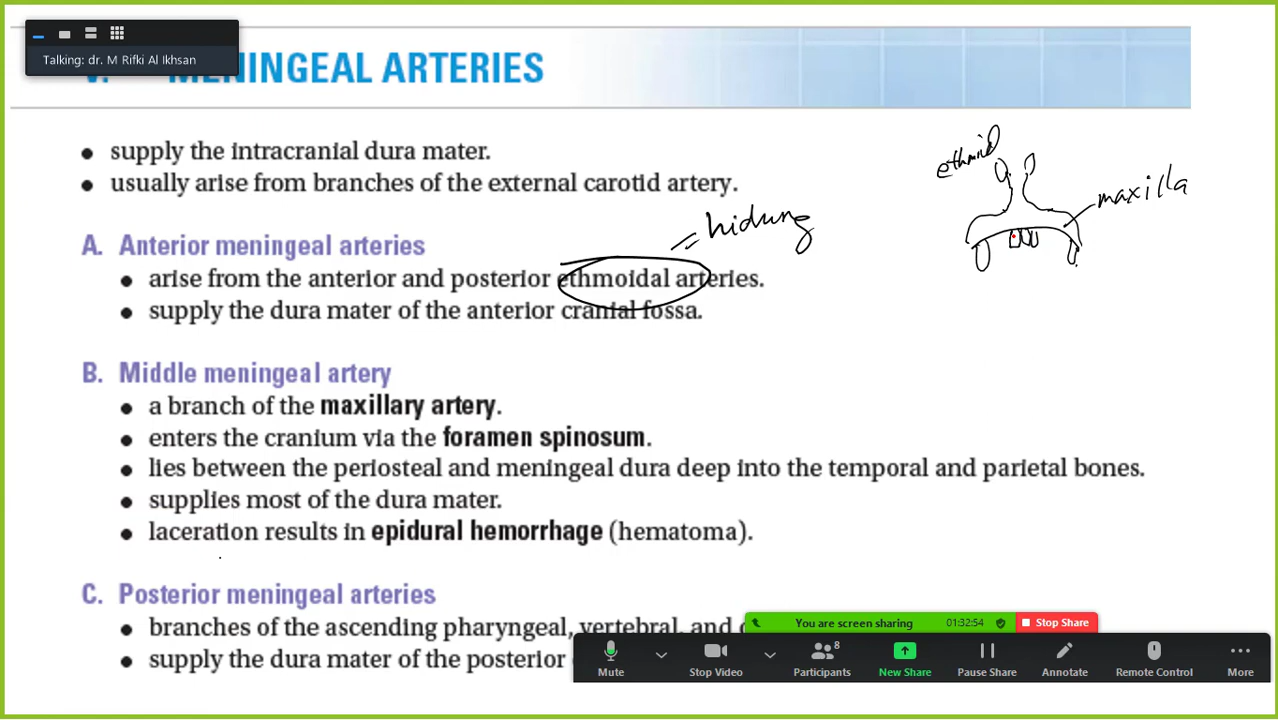 Talking: dr. M Rifki Al Ikhsan
MENINGEAL ARTERIES
• supply the intracranial dura mater.
• usually arise from branches of the external carotid artery.
ethmoid
maxilla
= hidung
A. Anterior meningeal arteries
• arise from the anterior and posterior ethmoidal arteries.
• supply the dura mater of the anterior cranial fossa.
B. Middle meningeal artery
• a branch of the maxillary artery.
• enters the cranium via the foramen spinosum.
• lies between the periosteal and meningeal dura deep into the temporal and parietal bones.
• supplies most of the dura mater.
• laceration results in epidural hemorrhage (hematoma).
C. Posterior meningeal arteries
• branches of the ascending pharyngeal, vertebral, and
• supply the dura mater of the posterior
You are screen sharing 01:32:54 Stop Share
8
Mute Stop Video Participants New Share Pause Share Annotate Remote Control More